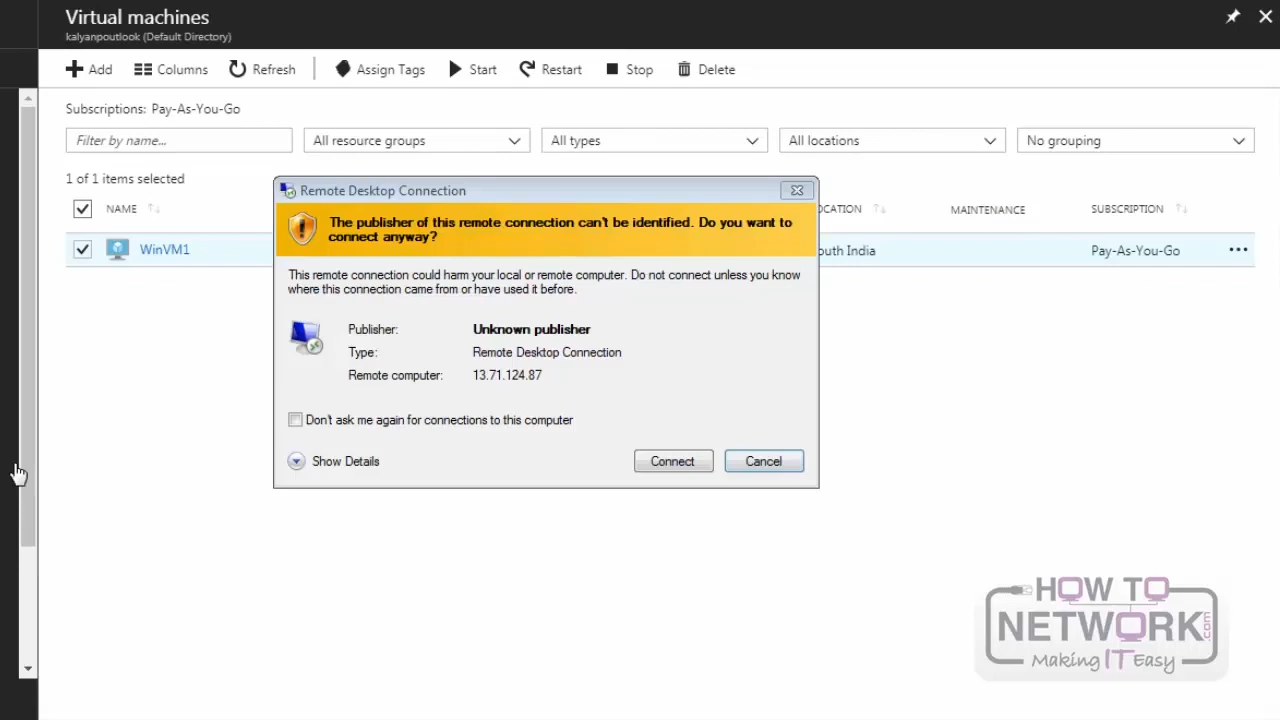 Virtual machines
kalyanpoutlook (Default Directory)
Add Columns Refresh Assign Tags Start Restart Stop Delete
Subscriptions: Pay-As-You-Go
Filter by name... All resource groups All types All locations No grouping
1 of 1 items selected
NAME OCATION MAINTENANCE SUBSCRIPTION
WinVM1 outh India Pay-As-You-Go
Remote Desktop Connection
The publisher of this remote connection can't be identified. Do you want to
connect anyway?
This remote connection could harm your local or remote computer. Do not connect unless you know
where this connection came from or have used it before.
Publisher: Unknown publisher
Type: Remote Desktop Connection
Remote computer: 13.71.124.87
Don't ask me again for connections to this computer
Show Details Connect Cancel
HOW TO
NETWORK.com
Making IT Easy